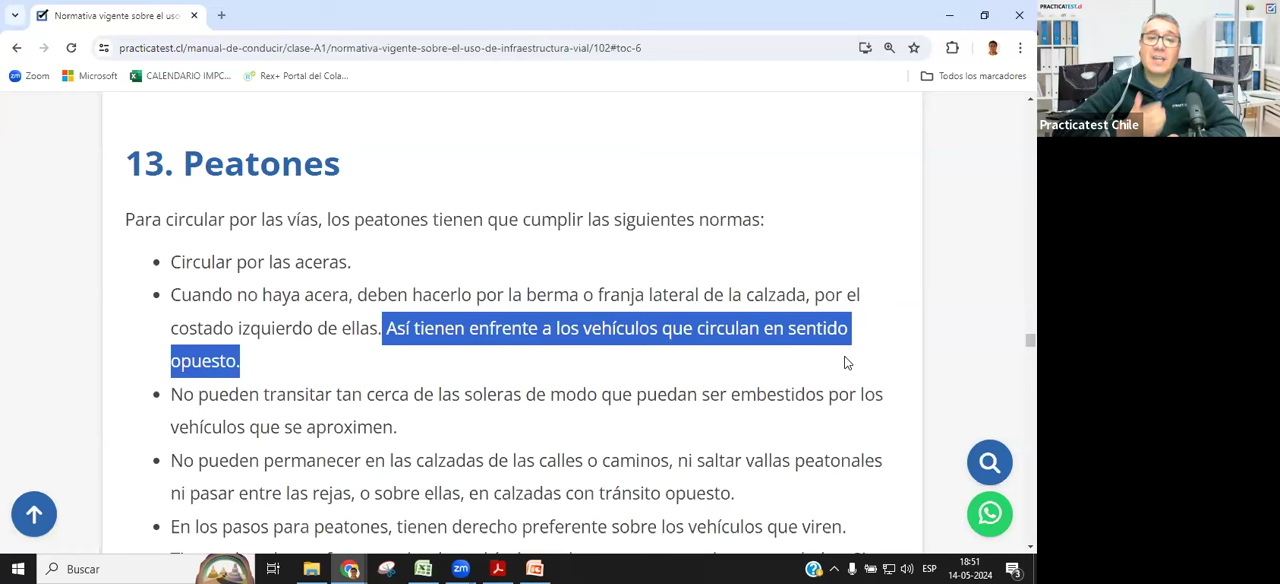 Normativa vigente sobre el uso
practicatest.cl/manual-de-conducir/clase-A1/normativa-vigente-sobre-el-uso-de-infraestructura-vial/102#toc-6
Zoom
Microsoft
CALENDARIO IMPC...
Rex+ Portal del Cola...
Todos los marcadores
PRACTICATEST.cl
Practicatest Chile
13. Peatones
Para circular por las vías, los peatones tienen que cumplir las siguientes normas:
• Circular por las aceras.
• Cuando no haya acera, deben hacerlo por la berma o franja lateral de la calzada, por el
costado izquierdo de ellas. Así tienen enfrente a los vehículos que circulan en sentido
opuesto.
• No pueden transitar tan cerca de las soleras de modo que puedan ser embestidos por los
vehículos que se aproximen.
• No pueden permanecer en las calzadas de las calles o caminos, ni saltar vallas peatonales
ni pasar entre las rejas, o sobre ellas, en calzadas con tránsito opuesto.
• En los pasos para peatones, tienen derecho preferente sobre los vehículos que viren.
Buscar
ESP
18:51
14-05-2024
3